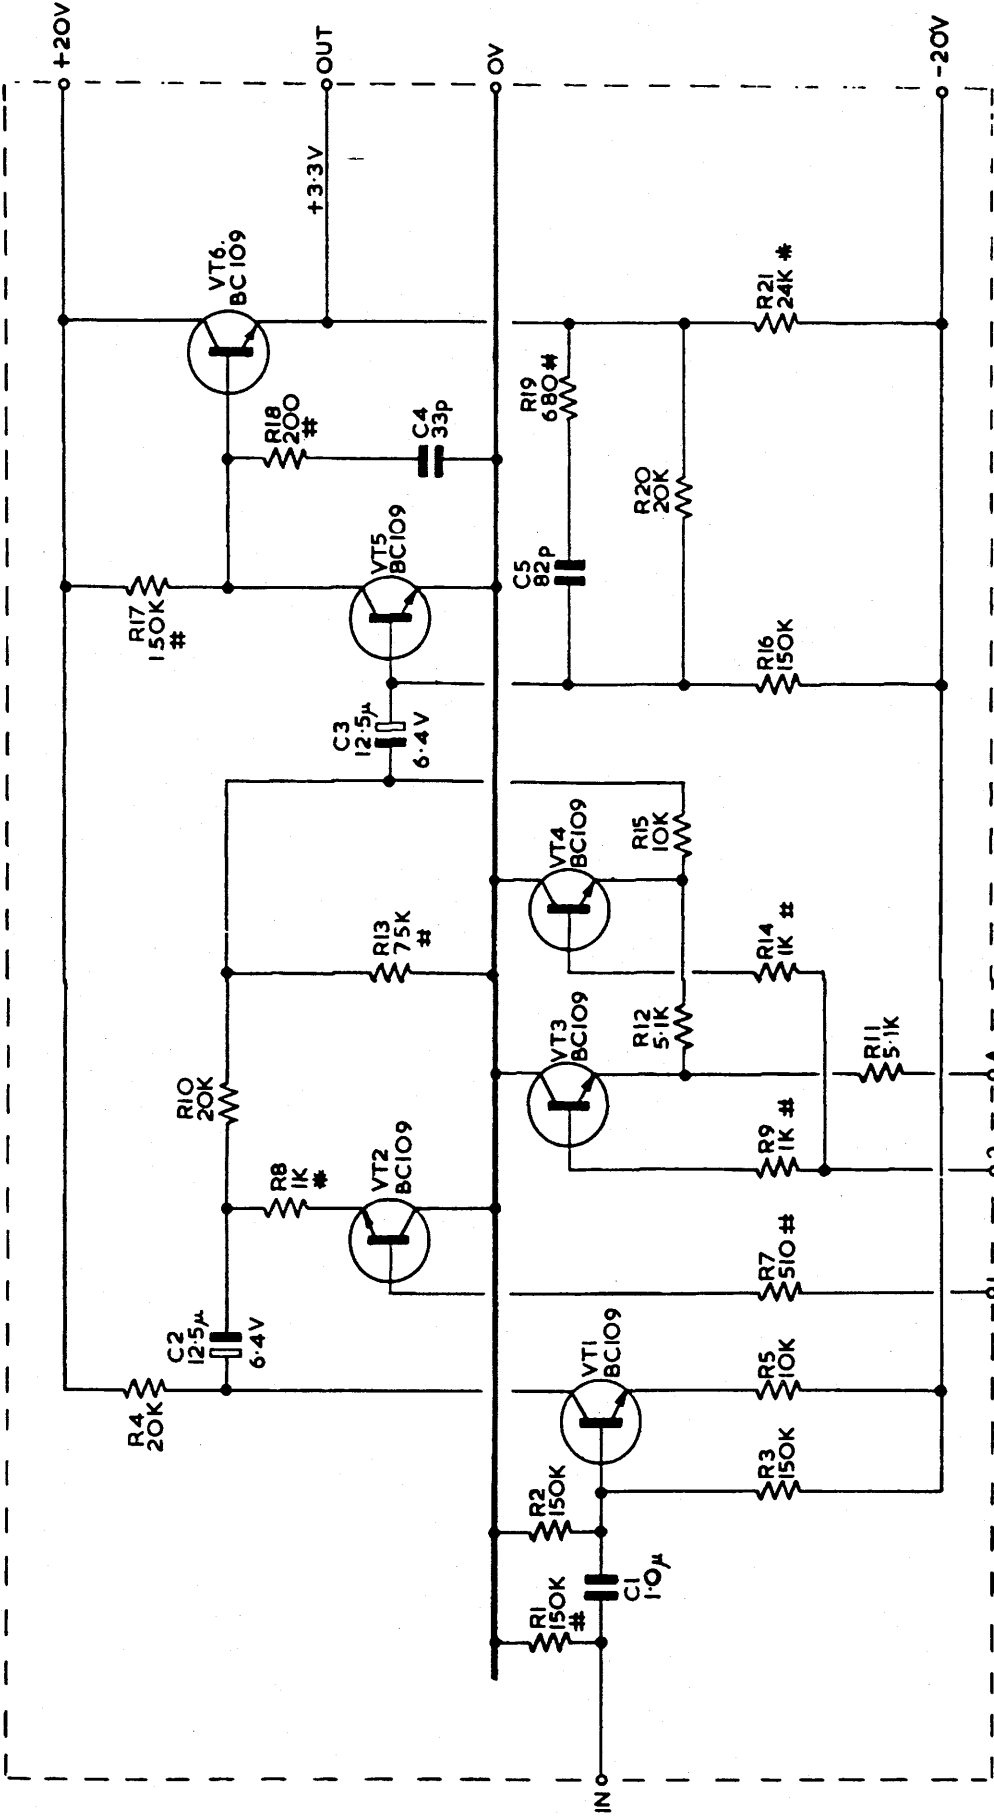 +20V
OUT
+3·3V
0V
-20V
IN
R17
150K
#
VT6.
BC109
R18
200
#
C4
33p
VT5
BC109
C3
12·5µ
6·4V
R19
680#
C5
82p
R20
20K
R21
24K *
R16
150K
R4
20K
C2
12·5µ
6·4V
R10
20K
R8
1K
*
VT2
BC109
R13
75K
#
VT4
BC109
R15
10K
VT3
BC109
R12
5·1K
R14
1K #
R11
5·1K
R9
1K #
R7
510 #
VT1
BC109
R5
10K
R3
150K
R2
150K
R1
150K
#
C1
1·0µ